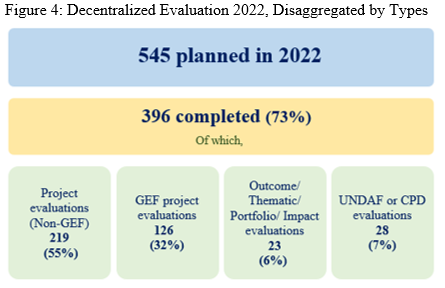 Figure 4: Decentralized Evaluation 2022, Disaggregated by Types
545 planned in 2022
396 completed (73%)
Of which,
Project
evaluations
(Non-GEF)
219
(55%)
GEF project
evaluations
126
(32%)
Outcome/
Thematic/
Portfolio/ Impact
evaluations
23
(6%)
UNDAF or CPD
evaluations
28
(7%)